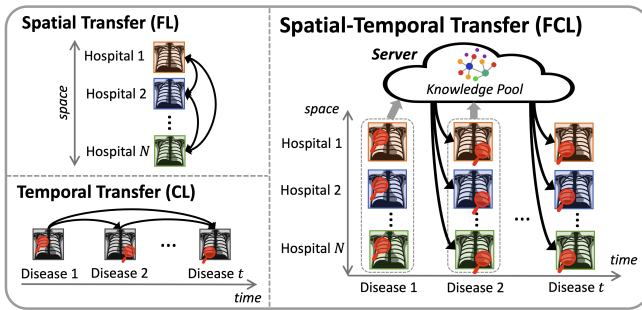 Spatial Transfer (FL)
space
Hospital 1
Hospital 2
Hospital N
Temporal Transfer (CL)
Disease 1
Disease 2
Disease t
time
Spatial-Temporal Transfer (FCL)
Server
Knowledge Pool
space
Hospital 1
Hospital 2
Hospital N
Disease 1
Disease 2
Disease t
time